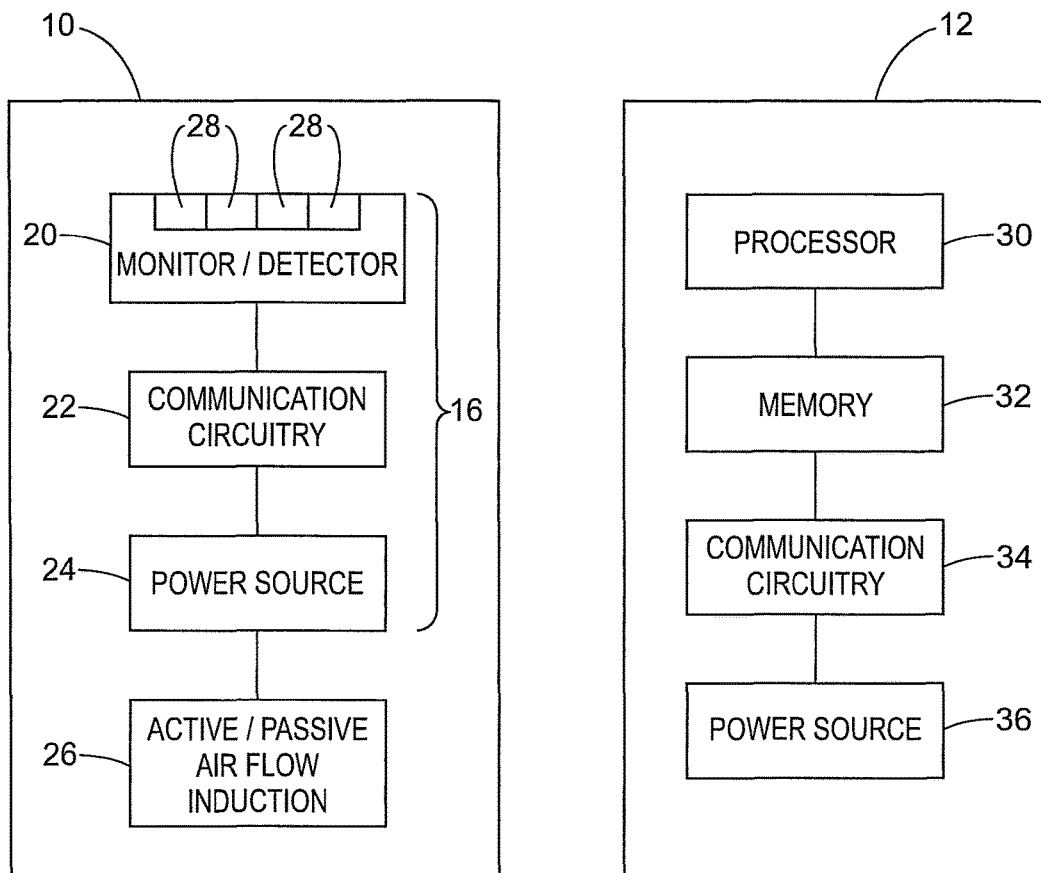 10
12
28 28
20
MONITOR / DETECTOR
22
COMMUNICATION
CIRCUITRY
16
24
POWER SOURCE
26
ACTIVE / PASSIVE
AIR FLOW
INDUCTION
PROCESSOR
30
MEMORY
32
COMMUNICATION
CIRCUITRY
34
POWER SOURCE
36